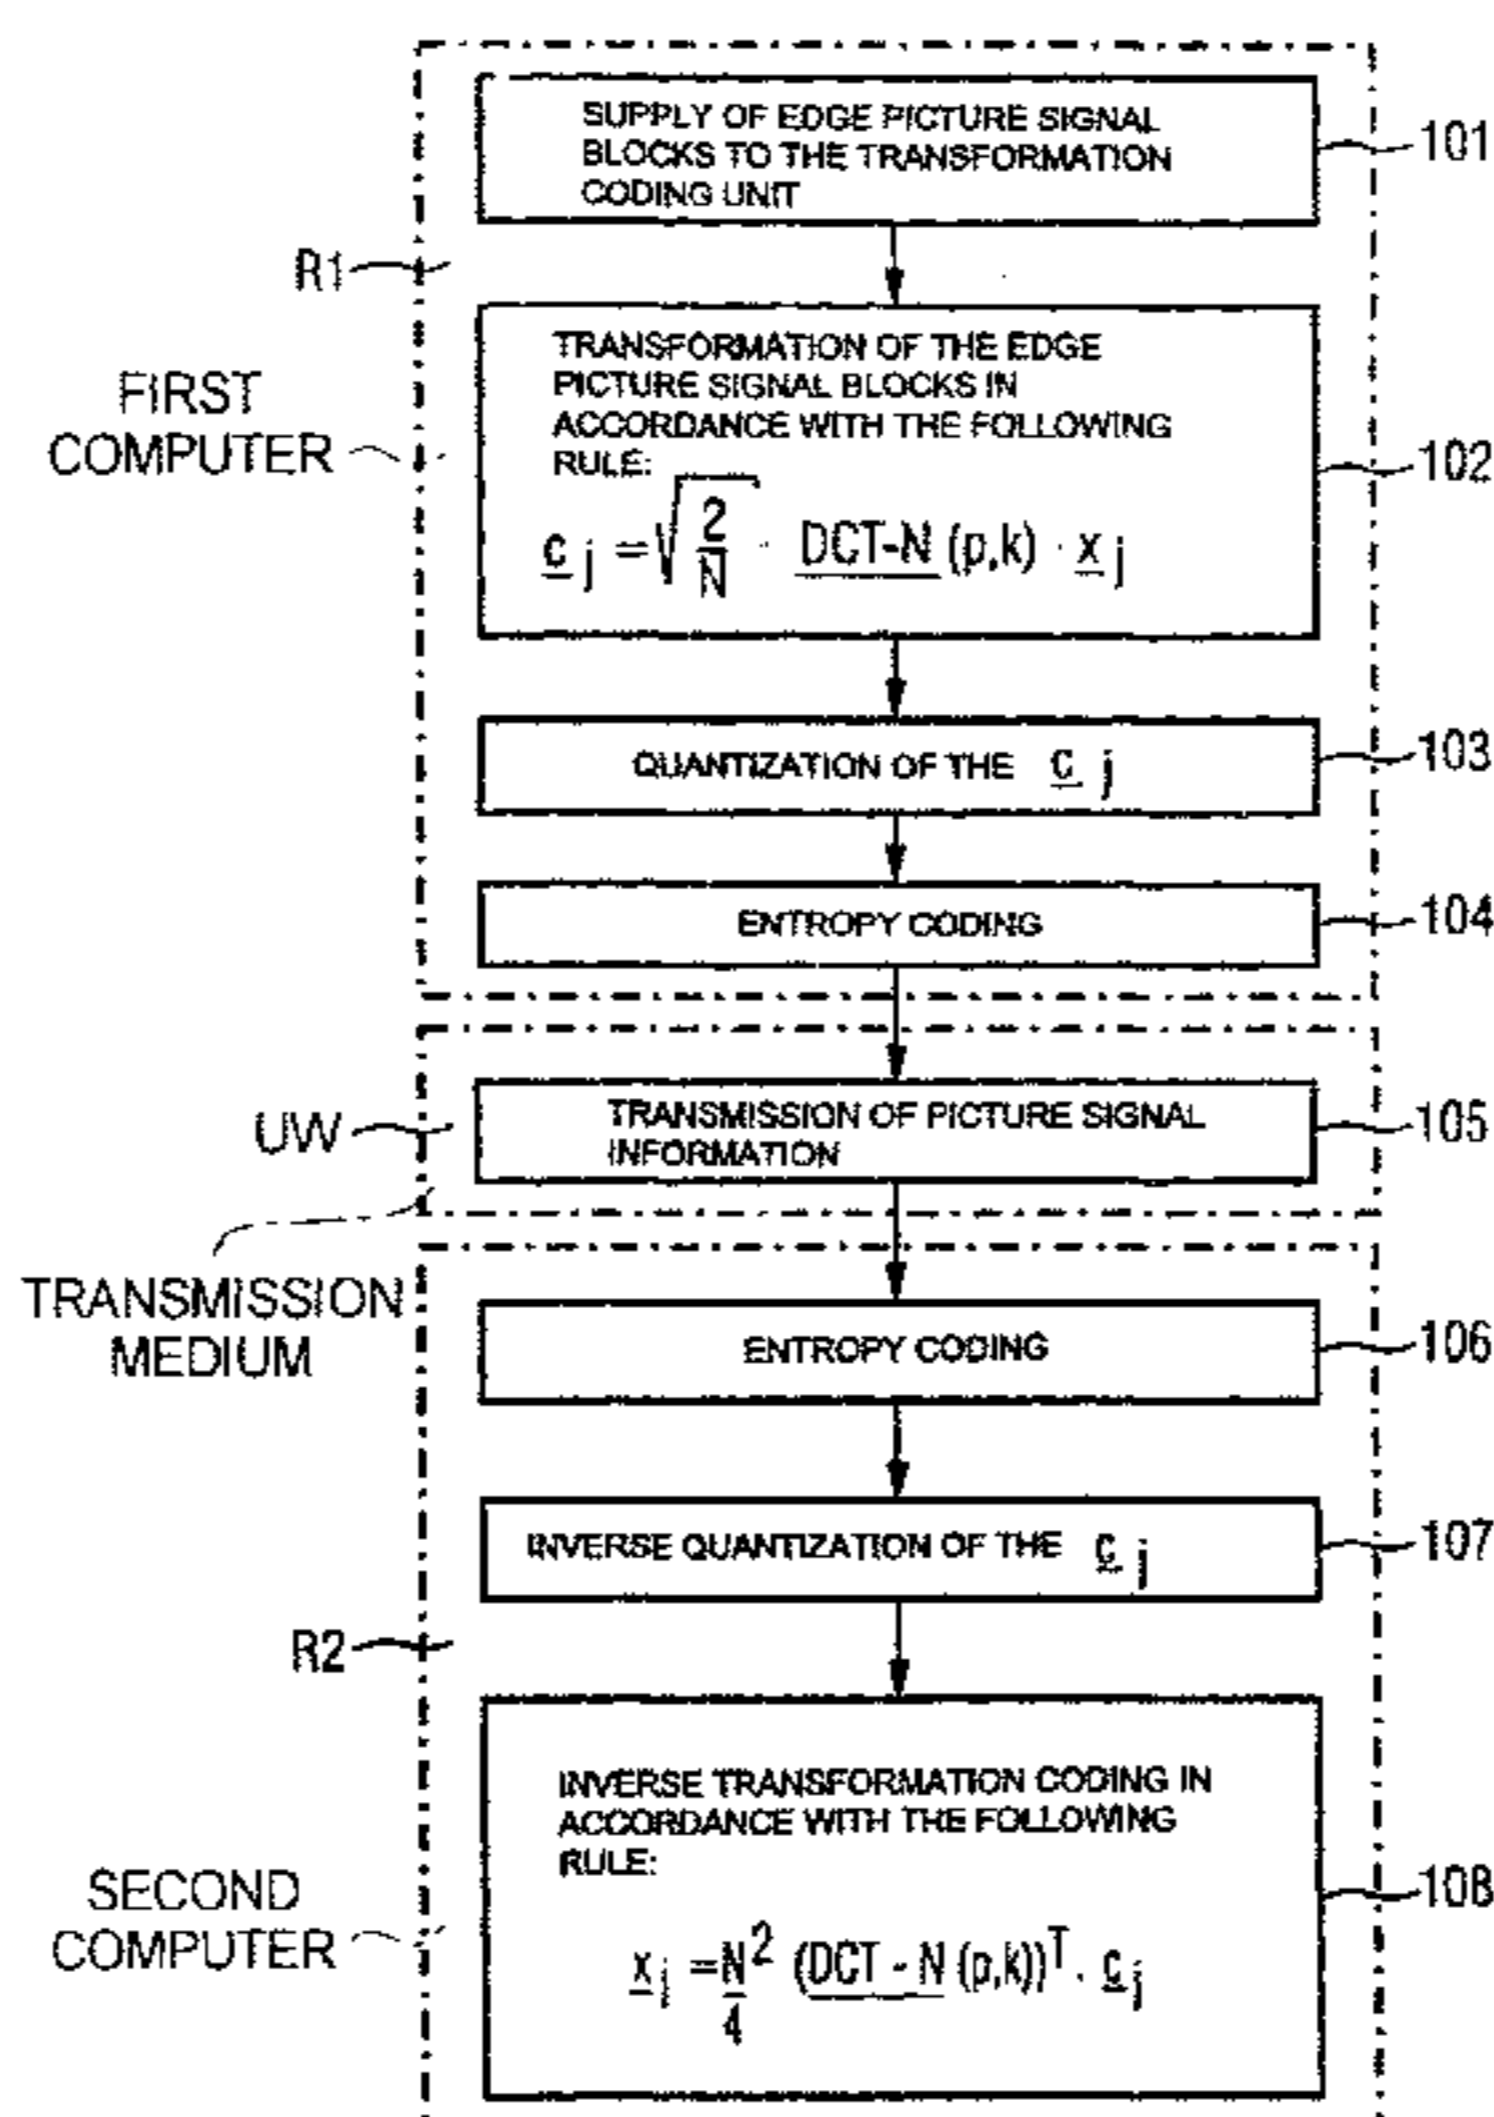 SUPPLY OF EDGE PICTURE SIGNAL
BLOCKS TO THE TRANSFORMATION
CODING UNIT
101
R1
TRANSFORMATION OF THE EDGE
PICTURE SIGNAL BLOCKS IN
ACCORDANCE WITH THE FOLLOWING
RULE:
c j = √ 2/N · DCT-N (p,k) · x j
102
FIRST
COMPUTER
QUANTIZATION OF THE c j
103
ENTROPY CODING
104
TRANSMISSION OF PICTURE SIGNAL
INFORMATION
105
UW
TRANSMISSION
MEDIUM
ENTROPY CODING
106
INVERSE QUANTIZATION OF THE c j
107
R2
INVERSE TRANSFORMATION CODING IN
ACCORDANCE WITH THE FOLLOWING
RULE:
x j = N²/4 (DCT - N (p,k))ᵀ · c j
108
SECOND
COMPUTER